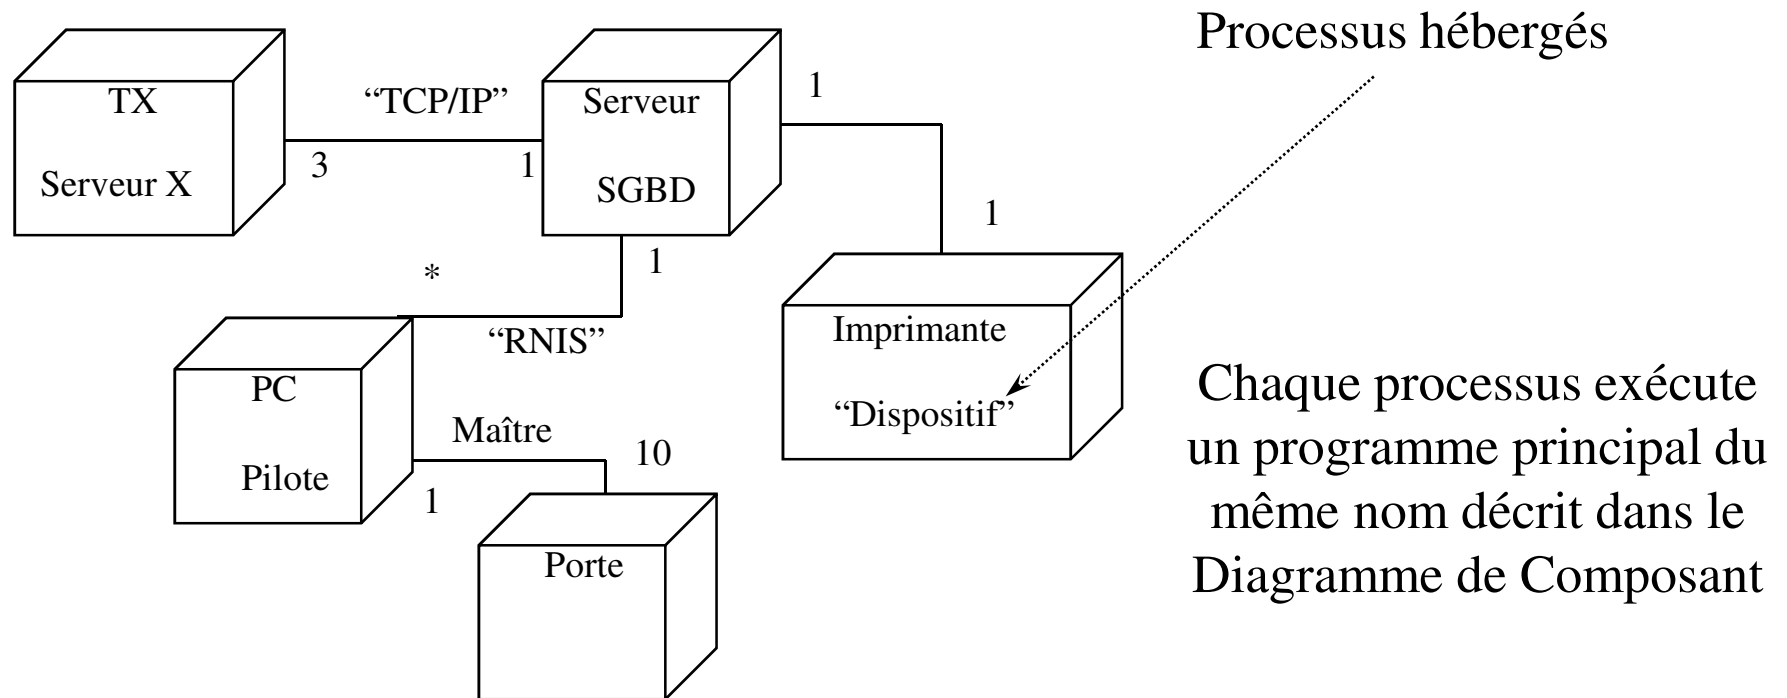 Processus hébergés
TX
Serveur X
“TCP/IP”
3
1
Serveur
SGBD
1
1
1
*
“RNIS”
Imprimante
“Dispositif”
PC
Pilote
Maître
1
10
Porte
Chaque processus exécute
un programme principal du
même nom décrit dans le
Diagramme de Composant